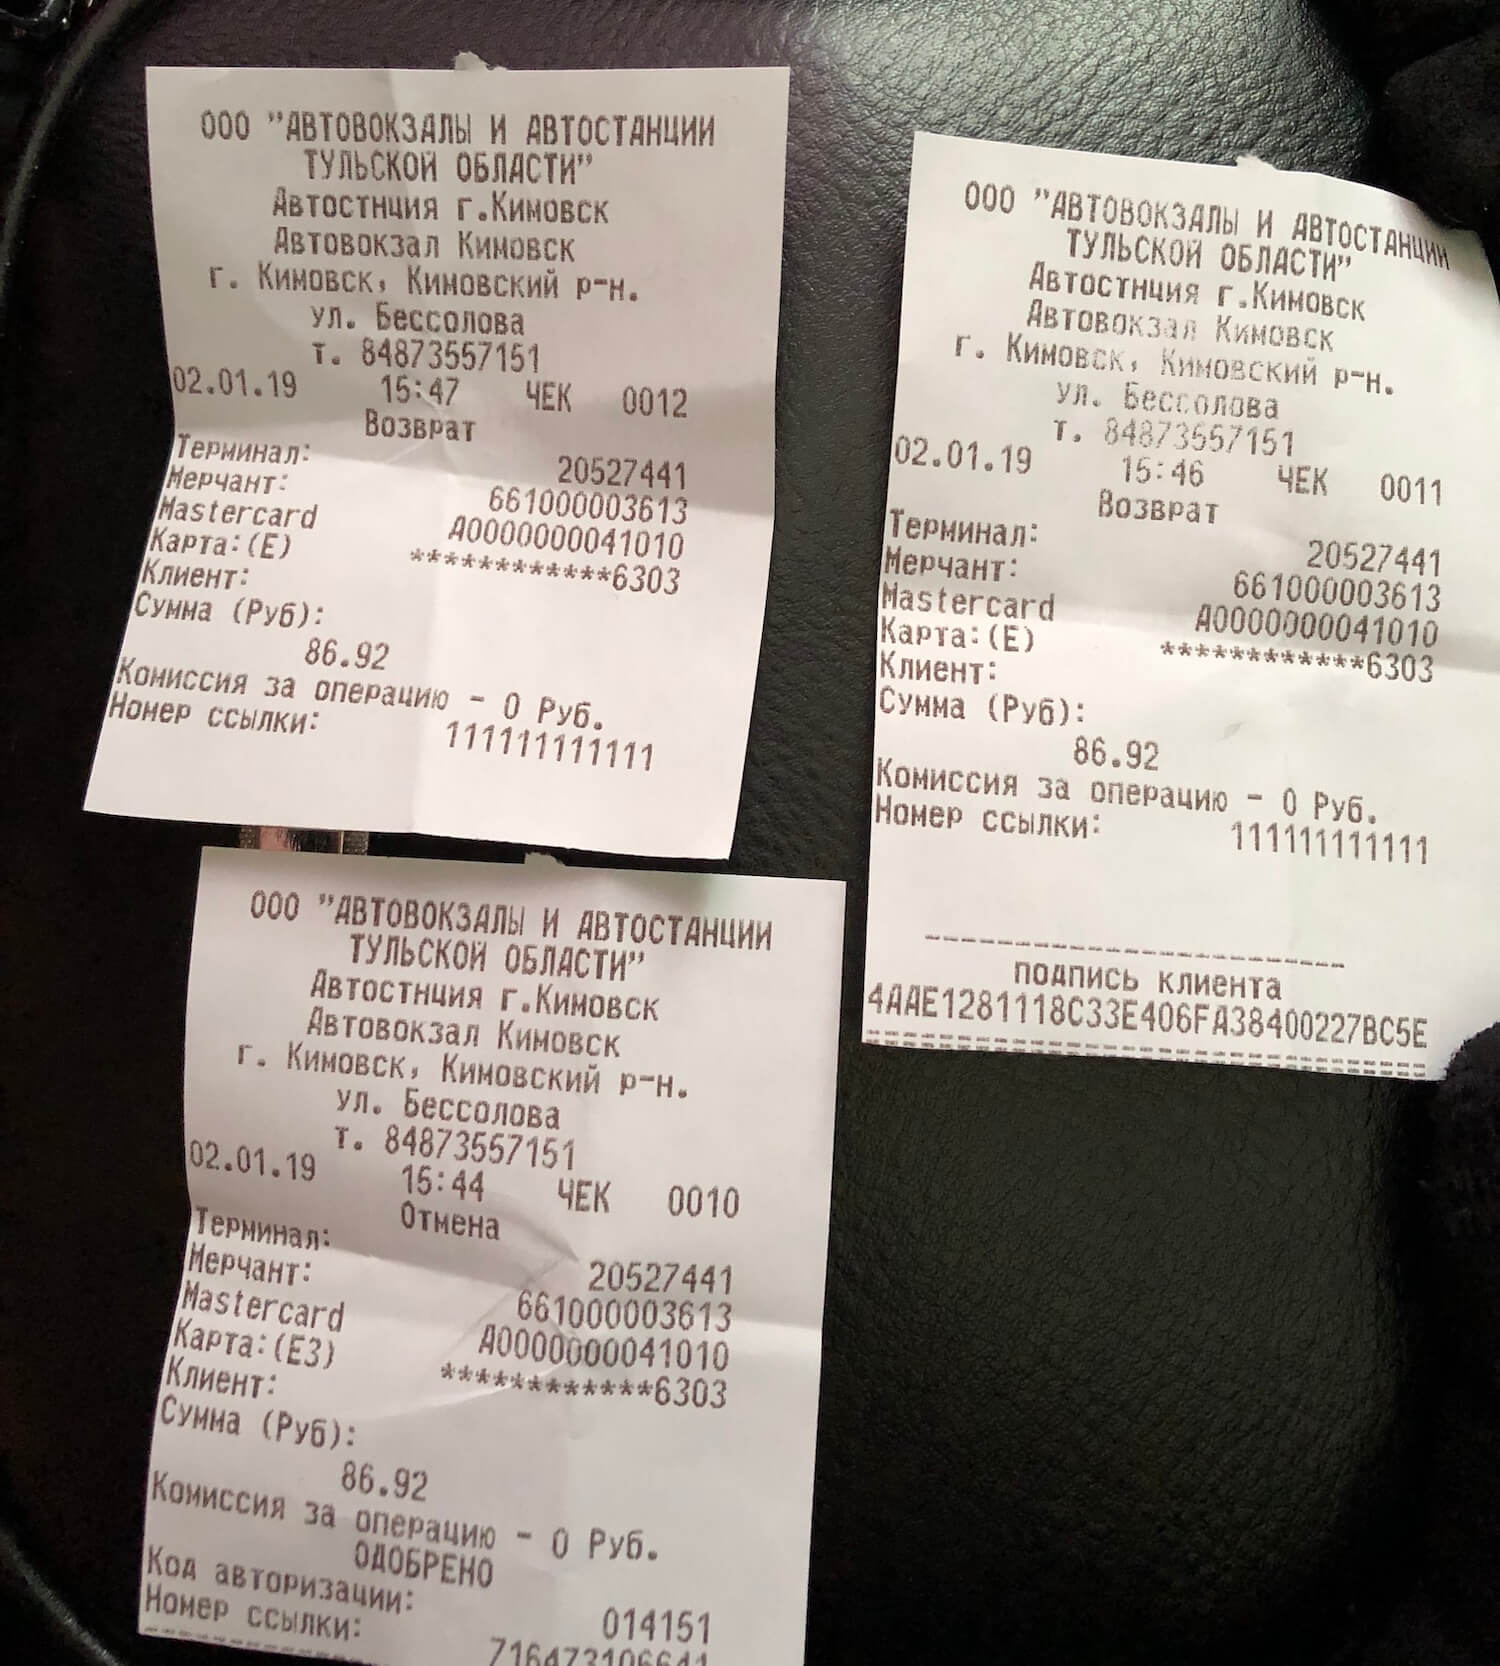 ООО "АВТОВОКЗАЛЫ И АВТОСТАНЦИИ
ТУЛЬСКОЙ ОБЛАСТИ"
Автостнция г.Кимовск
Автовокзал Кимовск
г. Кимовск, Кимовский р-н.
ул. Бессолова
т. 84873557151
02.01.19 15:47 ЧЕК 0012
Возврат
Терминал: 20527441
Мерчант: 661000003613
Mastercard A0000000041010
Карта:(E) ************6303
Клиент:
Сумма (Руб):
86.92
Комиссия за операцию - 0 Руб.
Номер ссылки: 111111111111
ООО "АВТОВОКЗАЛЫ И АВТОСТАНЦИИ
ТУЛЬСКОЙ ОБЛАСТИ"
Автостнция г.Кимовск
Автовокзал Кимовск
г. Кимовск, Кимовский р-н.
ул. Бессолова
т. 84873557151
02.01.19 15:46 ЧЕК 0011
Возврат
Терминал: 20527441
Мерчант: 661000003613
Mastercard A0000000041010
Карта:(E) ************6303
Клиент:
Сумма (Руб):
86.92
Комиссия за операцию - 0 Руб.
Номер ссылки: 111111111111
подпись клиента
4AAE1281118C33E406FA38400227BC5E
ООО "АВТОВОКЗАЛЫ И АВТОСТАНЦИИ
ТУЛЬСКОЙ ОБЛАСТИ"
Автостнция г.Кимовск
Автовокзал Кимовск
г. Кимовск, Кимовский р-н.
ул. Бессолова
т. 84873557151
02.01.19 15:44 ЧЕК 0010
Отмена
Терминал: 20527441
Мерчант: 661000003613
Mastercard A0000000041010
Карта:(E3) ************6303
Клиент:
Сумма (Руб):
86.92
Комиссия за операцию - 0 Руб.
ОДОБРЕНО
Код авторизации: 014151
Номер ссылки: